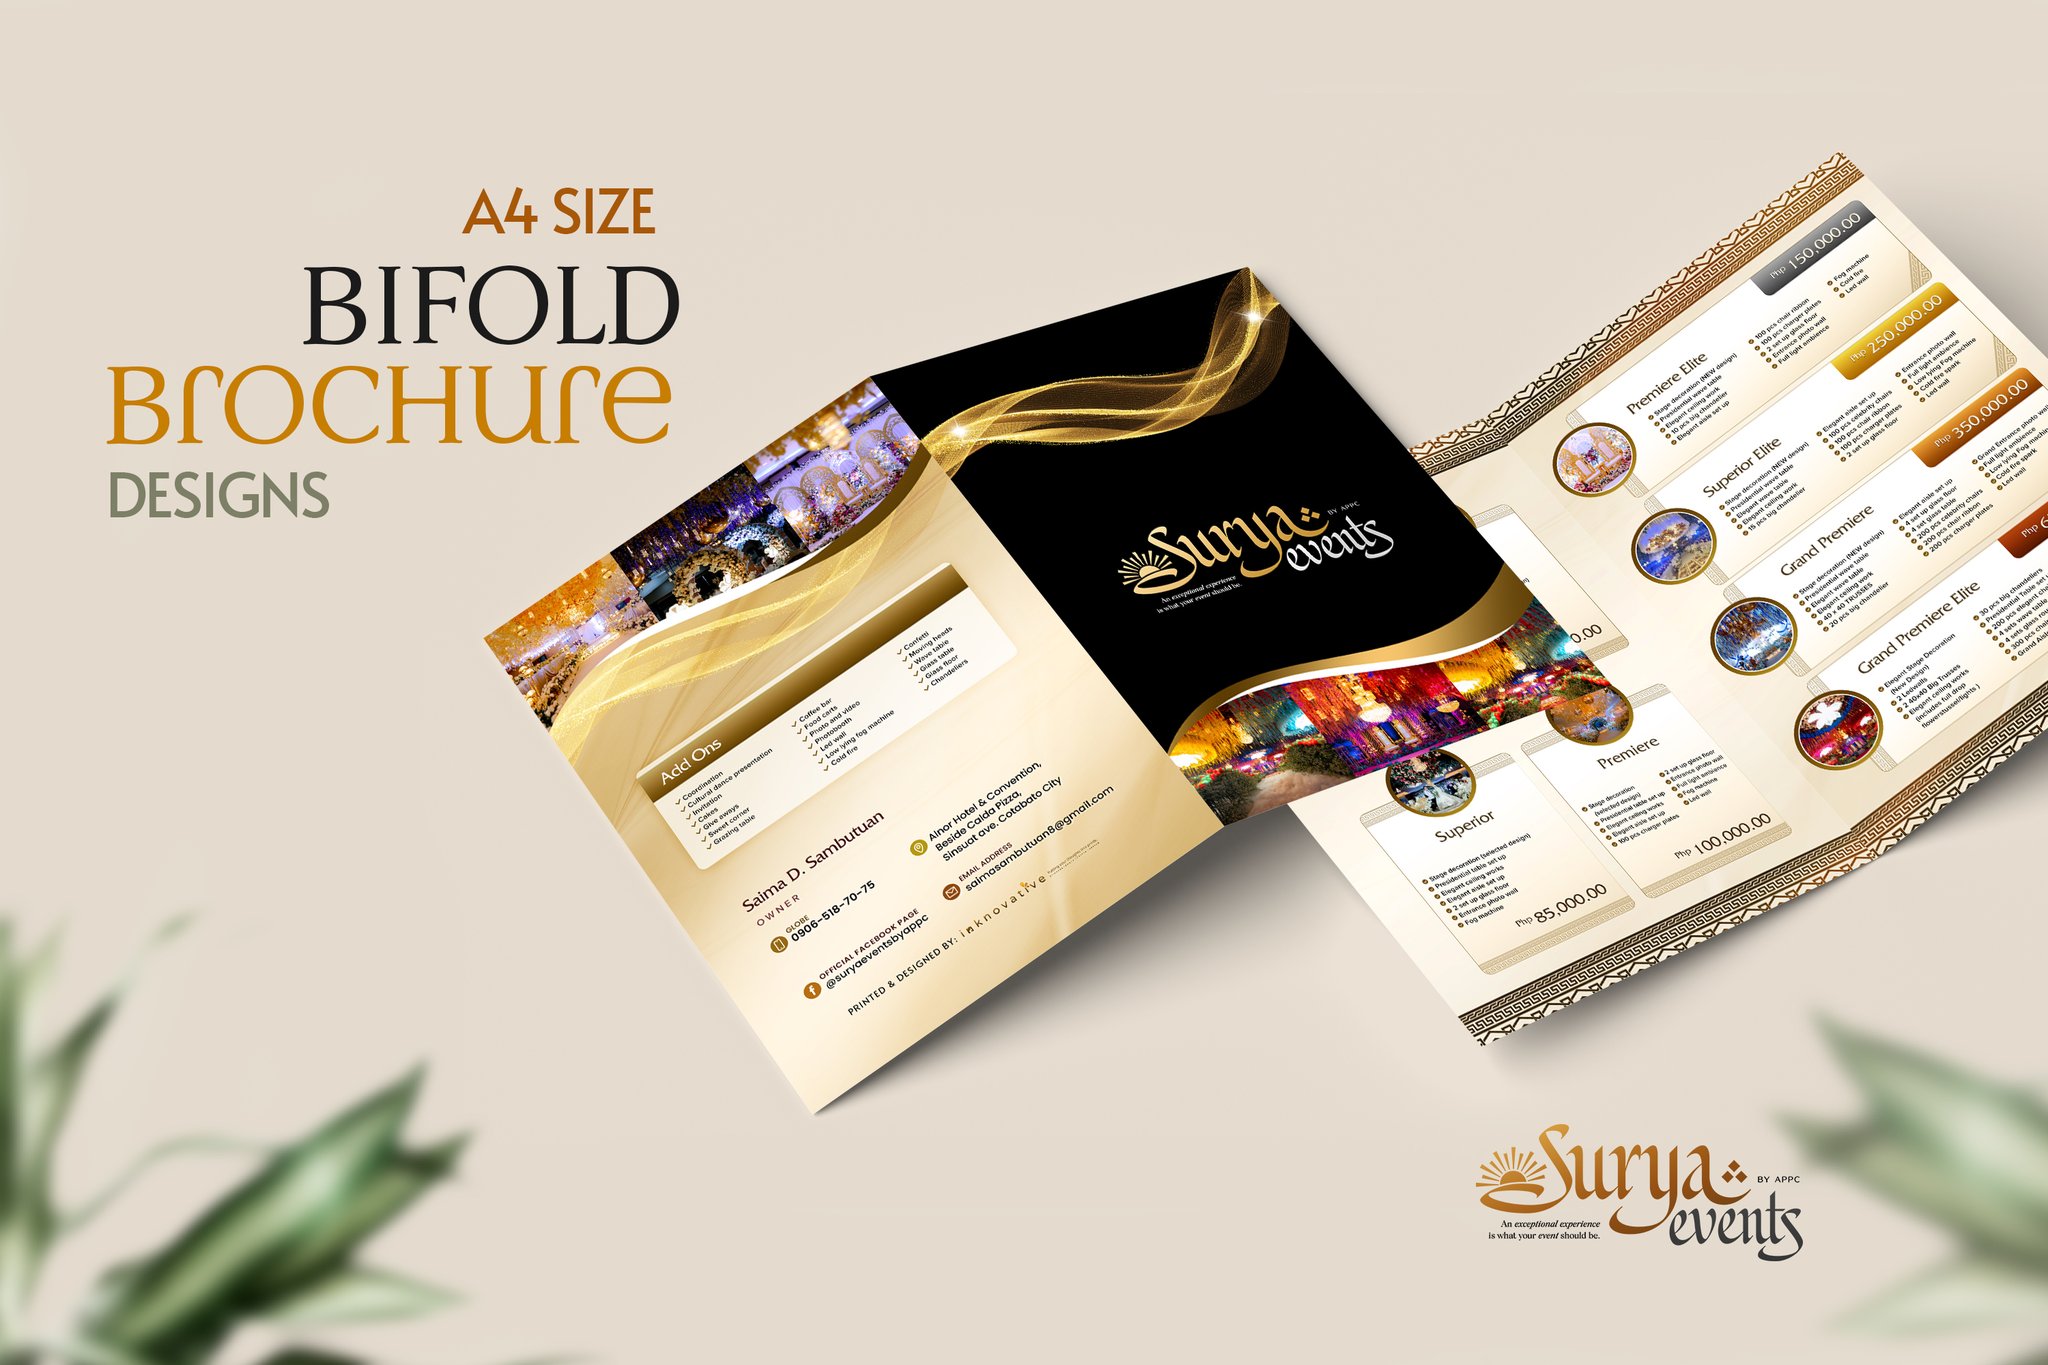 A4 SIZE
BIFOLD
BROCHURE
DESIGNS
Surya
BY APPC
events
An exceptional experience
is what your event should be.
Add Ons
Coordination
Cultural dance presentation
Invitation
Cakes
Give aways
Sweet corner
Grazing table
Coffee bar
Food carts
Photo and video
Photobooth
Led wall
Low lying fog machine
Cold fire
Confetti
Moving heads
Wave table
Glass table
Glass floor
Chandeliers
Saima D. Sambutuan
OWNER
GLOBE
0906-518-70-75
OFFICIAL FACEBOOK PAGE
@suryaeventsbyappc
Alnor Hotel & Convention,
Beside Calda Pizza,
Sinsuat ave. Cotabato City
EMAIL ADDRESS
saimasambutuan8@gmail.com
PRINTED & DESIGNED BY: inknovative
Php 150,000.00
Premiere Elite
Stage decoration (NEW design)
Presidential wave table
Elegant ceiling work
10 pcs big chandelier
Elegant aisle set up
100 pcs chair ribbon
100 pcs charger plates
2 set up glass floor
Entrance photo wall
Full light ambience
Fog machine
Cold fire
Led wall
Php 250,000.00
Superior Elite
Stage decoration (NEW design)
Presidential wave table
Elegant wave table
Elegant ceiling work
15 pcs big chandelier
Elegant aisle set up
100 pcs celebrity chairs
100 pcs chair ribbon
100 pcs charger plates
2 set up glass floor
Entrance photo wall
Full light ambience
Low lying Fog machine
Cold fire spark
Led wall
Php 350,000.00
Grand Premiere
Stage decoration (NEW design)
Presidential wave table
Elegant wave table
Elegant ceiling work
40 x 40 TRUSSES
20 pcs big chandelier
Elegant aisle set up
4 set up glass floor
4 set glass table
200 pcs celebrity chairs
200 pcs chair ribbon
200 pcs charger plates
Grand Entrance photo wall
Full light ambience
Low lying Fog machine
Cold fire spark
Led wall
Php 6
Grand Premiere Elite
Elegant Stage Decoration
(New Design)
2 Ledwalls
2 40x40 Big Trusses
Elegant ceiling works
(includes full drop
30 pcs big chandeliers
Presidential Table set
200 pcs elegant
4 sets wave table
4 sets glass
300 pcs
Grand
0.00
Superior
Stage decoration (selected design)
Presidential table set up
Elegant ceiling works
Elegant aisle set up
2 set up glass floor
Entrance photo wall
Fog machine
Php 85,000.00
Premiere
Stage decoration
(selected design)
Presidential table set up
Elegant ceiling works
Elegant aisle set up
100 pcs charger plates
2 set up glass floor
Entrance photo wall
Full light ambience
Fog machine
Led wall
Php 100,000.00
Surya
BY APPC
events
An exceptional experience
is what your event should be.